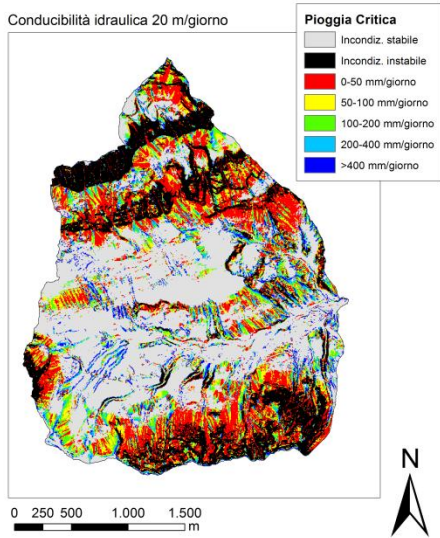 Conducibilità idraulica 20 m/giorno
Pioggia Critica
Incondiz. stabile
Incondiz. instabile
0-50 mm/giorno
50-100 mm/giorno
100-200 mm/giorno
200-400 mm/giorno
>400 mm/giorno
N
0 250 500 1.000 1.500
m